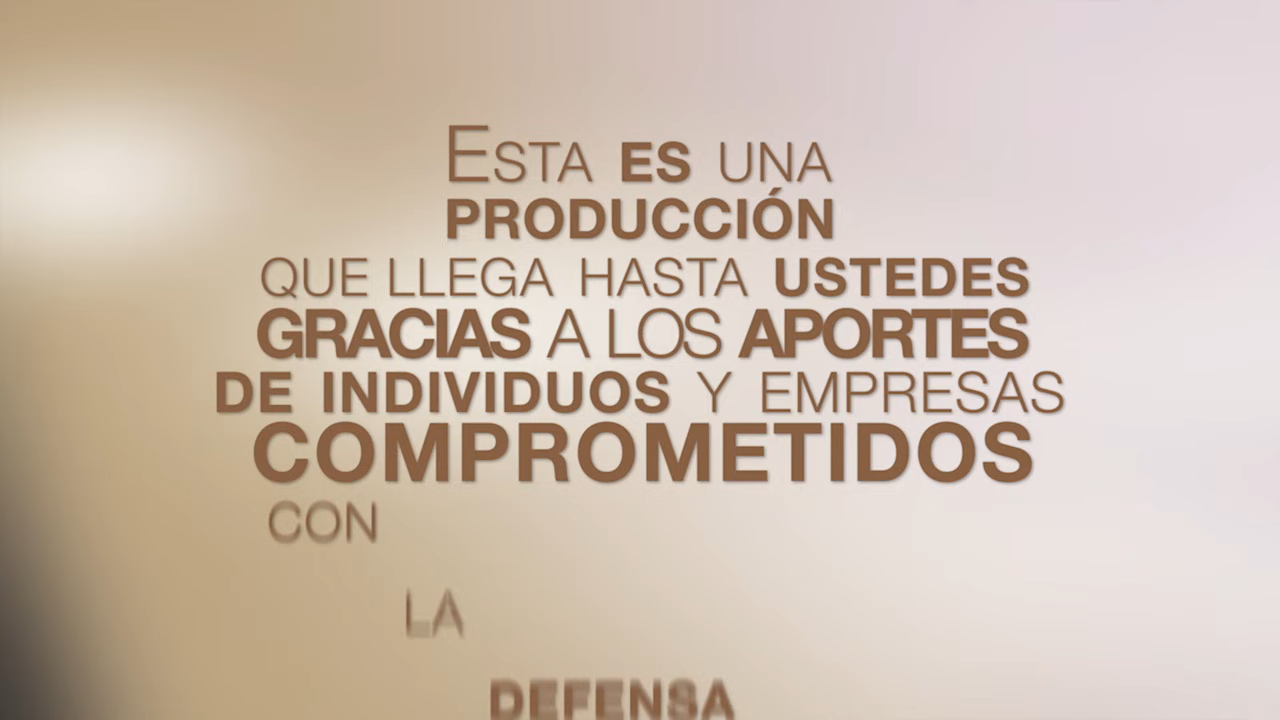 ESTA ES UNA
PRODUCCIÓN
QUE LLEGA HASTA USTEDES
GRACIAS A LOS APORTES
DE INDIVIDUOS Y EMPRESAS
COMPROMETIDOS
CON
LA
DEFENSA